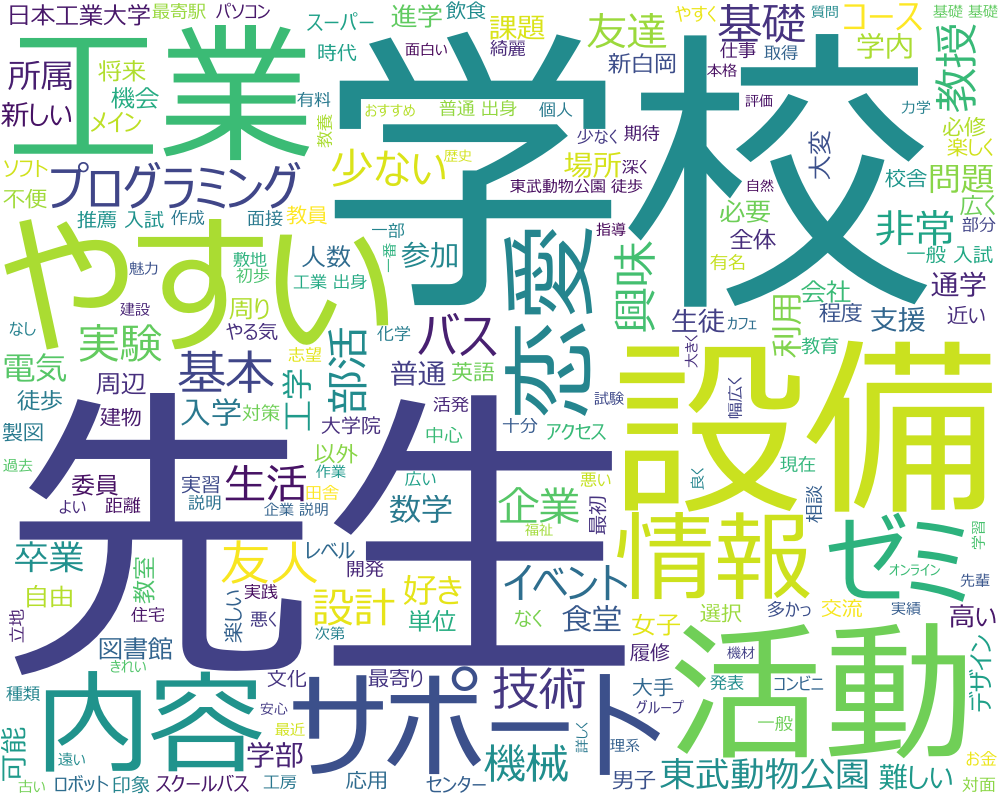 日本工業大学
最寄駅
パソコン
スーパー
進学
飲食
課題
友達
基礎
やすく
コース
質問
基礎 基礎
工業
学校
所属
将来
機会
新しい
メイン
時代
面白い
綺麗
有料
教養
おすすめ
普通 出身
個人
新白岡
仕事
取得
本格
学内
教授
評価
力学
必修
楽しく
ソフト
不便
プログラミング
少ない
歴史
場所
少なく
期待
深く
大変
校舎
問題
東武動物公園 徒歩
自然
必要
広く
部分
推薦 入試
作成
面接
教員
一部
指導
全体
非常
一般 入試
やすい
魅力
敷地
初歩
人数
工業 出身
一番
参加
恋愛
興味
有名
建設
周り
やる気
化学
バス
生徒
カフェ
利用
会社
程度
支援
通学
近い
なし
電気
実験
基本
志望
部活
普通
英語
大きく
教育
設備
周辺
徒歩
建物
入学
対策
工学
大学院
活発
中心
十分
アクセス
試験
幅広く
製図
過去
先生
委員
よい
距離
実習
説明
生活
以外
作業
田舎
企業 説明
数学
広い
企業
悪い
福祉
最初
良く
相談
現在
情報
ゼミ
学習
卒業
教室
友人
レベル
開発
イベント
オンライン
先輩
自由
住宅
立地
楽しい
悪く
実践
設計
次第
好き
単位
なく
食堂
女子
選択
多かっ
交流
実績
高い
図書館
きれい
内容
文化
最寄り
サポート
技術
履修
大手
グループ
発表
機材
コンビニ
活動
デザイン
種類
可能
遠い
古い
安心
最近
学部
機械
詳しく
理系
一般
ロボット
印象
スクールバス
工房
応用
センター
男子
東武動物公園
難しい
お金
対面